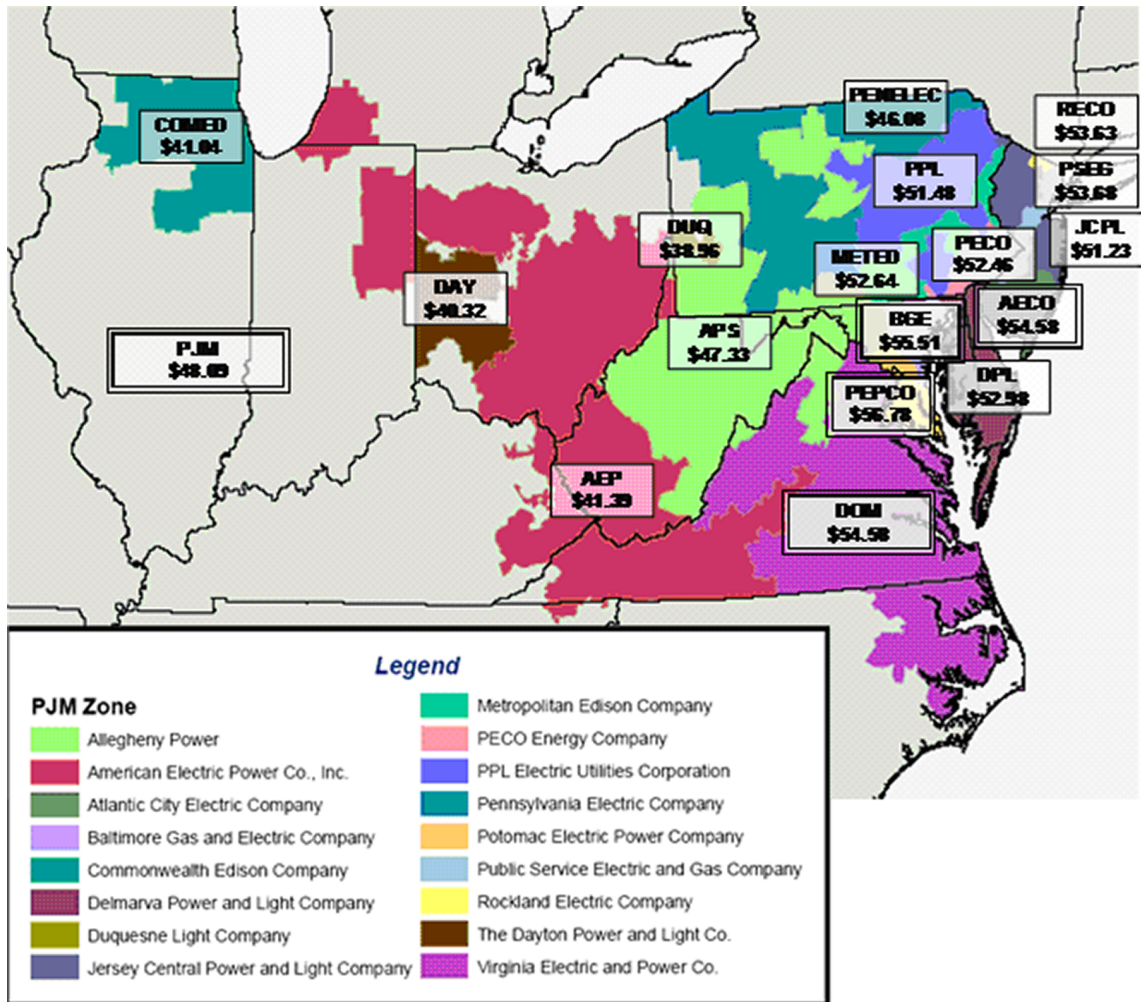 COMED
$41.04
PENELEC
$46.08
RECO
$53.63
PPL
$51.48
PSEG
$53.68
DUQ
$38.96
METED
$52.64
PECO
$52.46
JCPL
$51.23
DAY
$40.32
AECO
$54.58
PJM
$48.09
APS
$47.33
BGE
$55.51
PEPCO
$56.78
DPL
$52.98
AEP
$41.39
DOM
$54.58
Legend
PJM Zone
Allegheny Power
American Electric Power Co., Inc.
Atlantic City Electric Company
Baltimore Gas and Electric Company
Commonwealth Edison Company
Delmarva Power and Light Company
Duquesne Light Company
Jersey Central Power and Light Company
Metropolitan Edison Company
PECO Energy Company
PPL Electric Utilities Corporation
Pennsylvania Electric Company
Potomac Electric Power Company
Public Service Electric and Gas Company
Rockland Electric Company
The Dayton Power and Light Co.
Virginia Electric and Power Co.